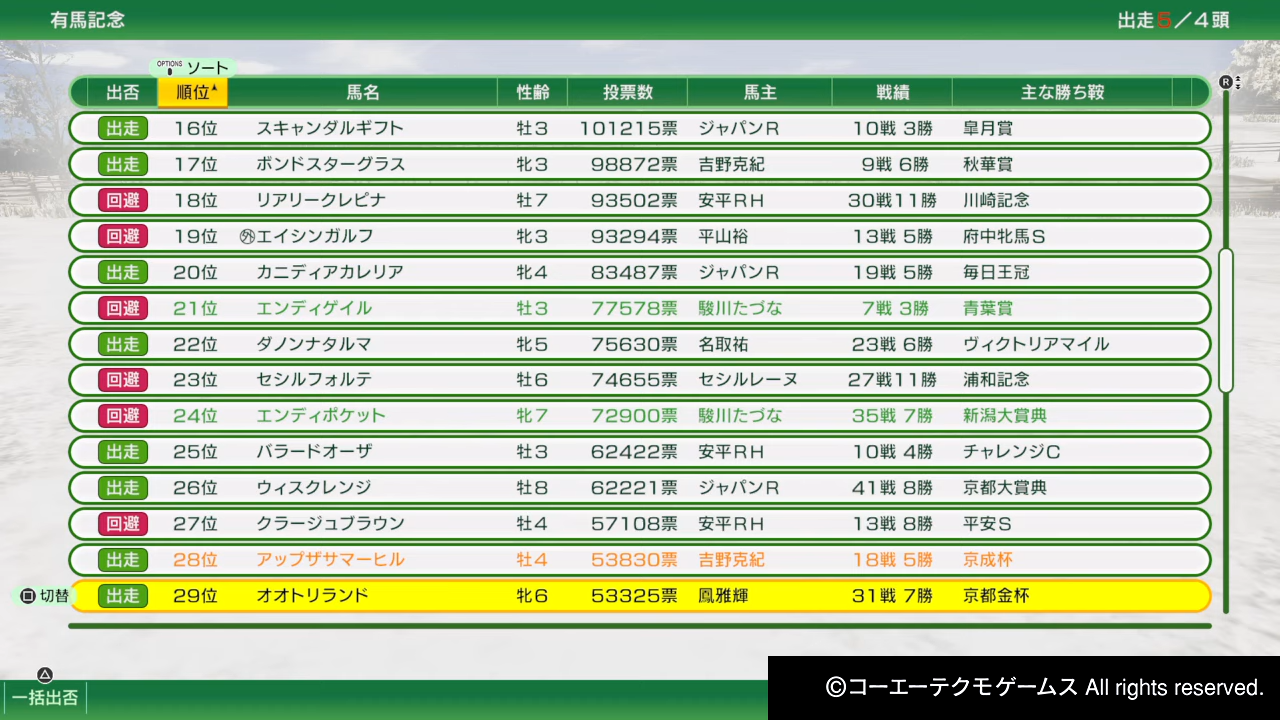 有馬記念 出走5／4頭
OPTIONS ソート
出否 順位▲ 馬名 性齢 投票数 馬主 戦績 主な勝ち鞍 R
出走 16位 スキャンダルギフト 牡3 101215票 ジャパンR 10戦 3勝 皐月賞
出走 17位 ボンドスターグラス 牝3 98872票 吉野克紀 9戦 6勝 秋華賞
回避 18位 リアリークレピナ 牡7 93502票 安平RH 30戦11勝 川崎記念
回避 19位 ㊕エイシンガルフ 牝3 93294票 平山裕 13戦 5勝 府中牝馬S
出走 20位 カニディアカレリア 牝4 83487票 ジャパンR 19戦 5勝 毎日王冠
回避 21位 エンディゲイル 牡3 77578票 駿川たづな 7戦 3勝 青葉賞
出走 22位 ダノンナタルマ 牝5 75630票 名取祐 23戦 6勝 ヴィクトリアマイル
回避 23位 セシルフォルテ 牡6 74655票 セシルレーヌ 27戦11勝 浦和記念
回避 24位 エンディポケット 牝7 72900票 駿川たづな 35戦 7勝 新潟大賞典
出走 25位 バラードオーザ 牡3 62422票 安平RH 10戦 4勝 チャレンジC
出走 26位 ウィスクレンジ 牡8 62221票 ジャパンR 41戦 8勝 京都大賞典
回避 27位 クラージュブラウン 牡4 57108票 安平RH 13戦 8勝 平安S
出走 28位 アップザサマーヒル 牡4 53830票 吉野克紀 18戦 5勝 京成杯
切替 出走 29位 オオトリランド 牝6 53325票 鳳雅輝 31戦 7勝 京都金杯
一括出否
©コーエーテクモゲームス All rights reserved.